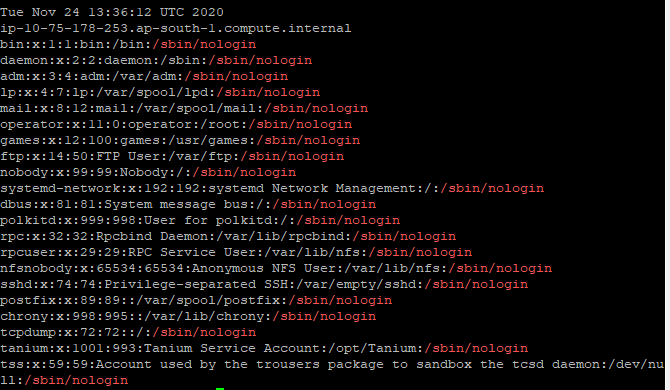 Tue Nov 24 13:36:12 UTC 2020
ip-10-75-178-253.ap-south-1.compute.internal
bin:x:1:1:bin:/bin:/sbin/nologin
daemon:x:2:2:daemon:/sbin:/sbin/nologin
adm:x:3:4:adm:/var/adm:/sbin/nologin
lp:x:4:7:lp:/var/spool/lpd:/sbin/nologin
mail:x:8:12:mail:/var/spool/mail:/sbin/nologin
operator:x:11:0:operator:/root:/sbin/nologin
games:x:12:100:games:/usr/games:/sbin/nologin
ftp:x:14:50:FTP User:/var/ftp:/sbin/nologin
nobody:x:99:99:Nobody:/:/sbin/nologin
systemd-network:x:192:192:systemd Network Management:/:/sbin/nologin
dbus:x:81:81:System message bus:/:/sbin/nologin
polkitd:x:999:998:User for polkitd:/:/sbin/nologin
rpc:x:32:32:Rpcbind Daemon:/var/lib/rpcbind:/sbin/nologin
rpcuser:x:29:29:RPC Service User:/var/lib/nfs:/sbin/nologin
nfsnobody:x:65534:65534:Anonymous NFS User:/var/lib/nfs:/sbin/nologin
sshd:x:74:74:Privilege-separated SSH:/var/empty/sshd:/sbin/nologin
postfix:x:89:89::/var/spool/postfix:/sbin/nologin
chrony:x:998:995::/var/lib/chrony:/sbin/nologin
tcpdump:x:72:72::/:/sbin/nologin
tanium:x:1001:993:Tanium Service Account:/opt/Tanium:/sbin/nologin
tss:x:59:59:Account used by the trousers package to sandbox the tcsd daemon:/dev/nu
ll:/sbin/nologin